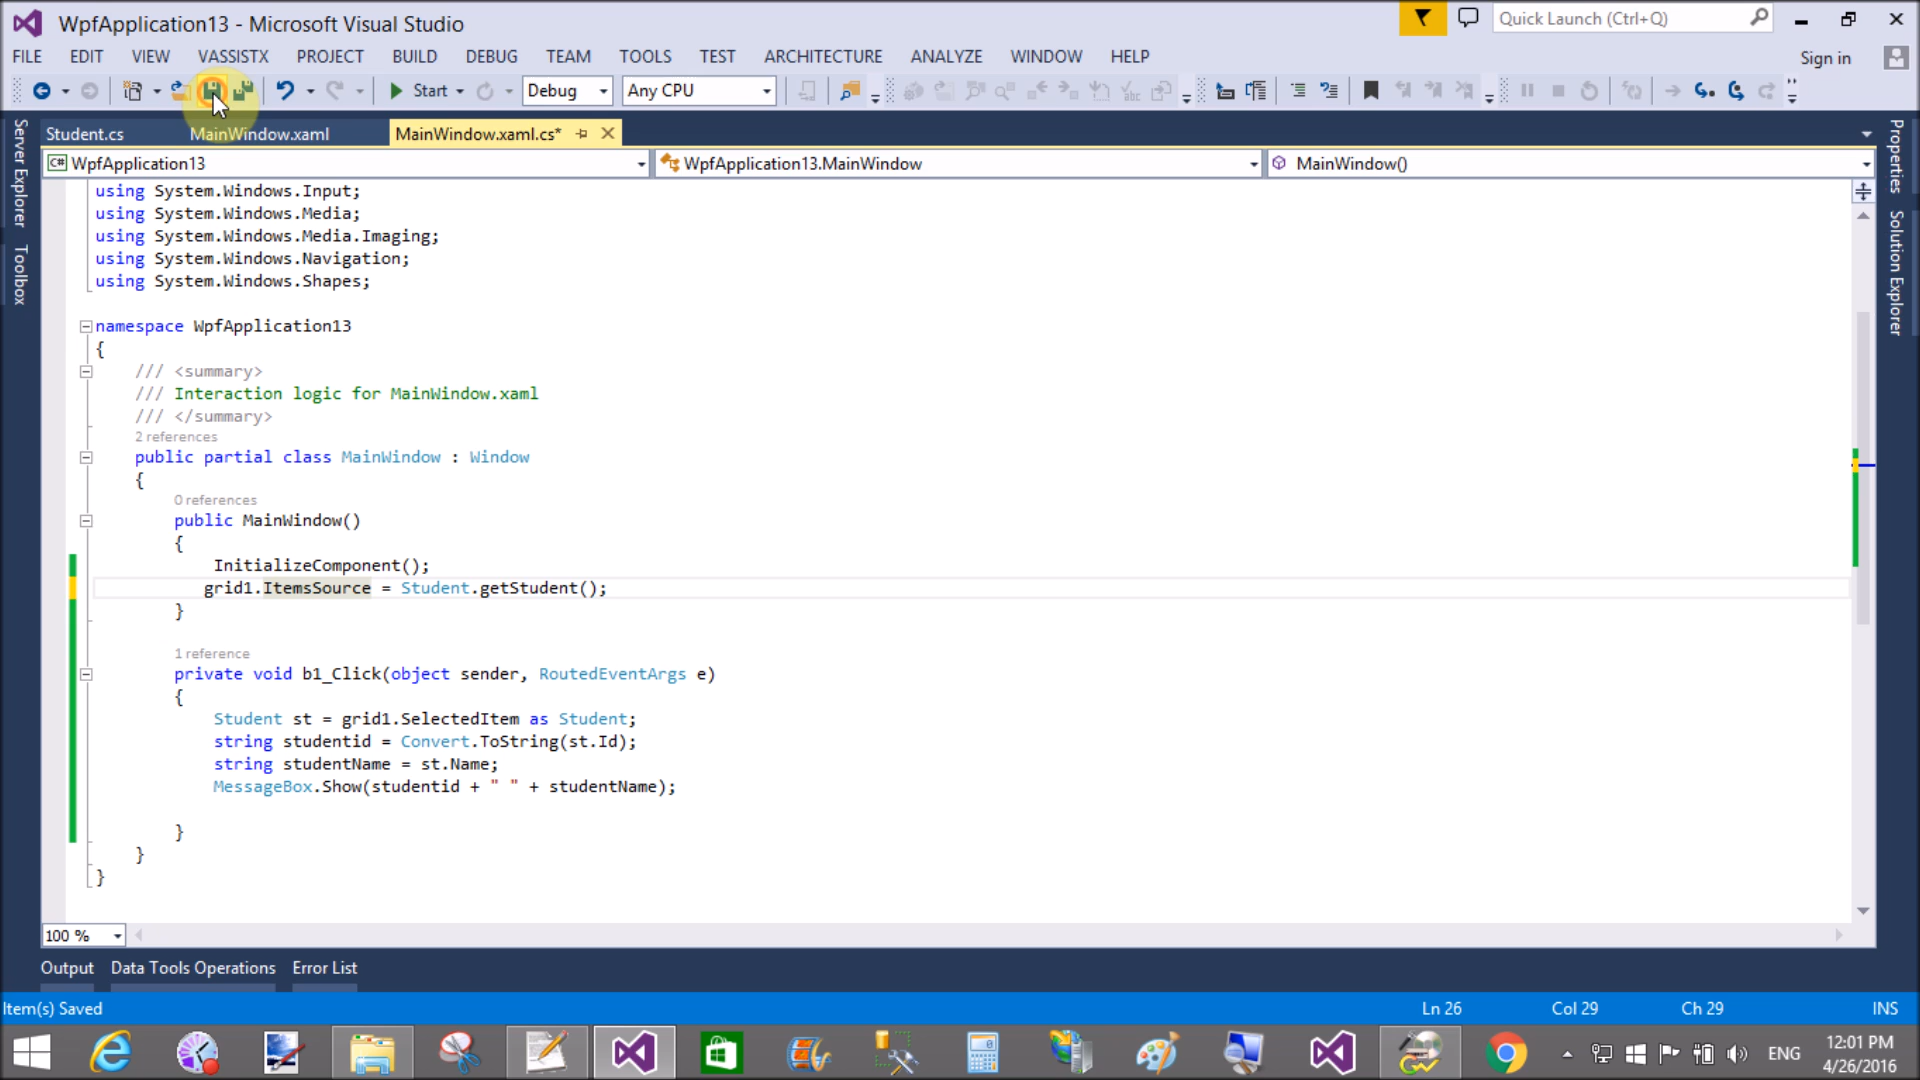 WpfApplication13 - Microsoft Visual Studio
Quick Launch (Ctrl+Q)
FILE EDIT VIEW VASSISTX PROJECT BUILD DEBUG TEAM TOOLS TEST ARCHITECTURE ANALYZE WINDOW HELP Sign in
Start Debug Any CPU
Student.cs MainWindow.xaml MainWindow.xaml.cs*
C# WpfApplication13 WpfApplication13.MainWindow MainWindow()
Server Explorer
Toolbox
Properties
Solution Explorer
using System.Windows.Input;
using System.Windows.Media;
using System.Windows.Media.Imaging;
using System.Windows.Navigation;
using System.Windows.Shapes;
namespace WpfApplication13
{
/// <summary>
/// Interaction logic for MainWindow.xaml
/// </summary>
2 references
public partial class MainWindow : Window
{
0 references
public MainWindow()
{
InitializeComponent();
grid1.ItemsSource = Student.getStudent();
}
1 reference
private void b1_Click(object sender, RoutedEventArgs e)
{
Student st = grid1.SelectedItem as Student;
string studentid = Convert.ToString(st.Id);
string studentName = st.Name;
MessageBox.Show(studentid + " " + studentName);
}
}
}
100 %
Output Data Tools Operations Error List
Item(s) Saved Ln 26 Col 29 Ch 29 INS
ENG
12:01 PM
4/26/2016